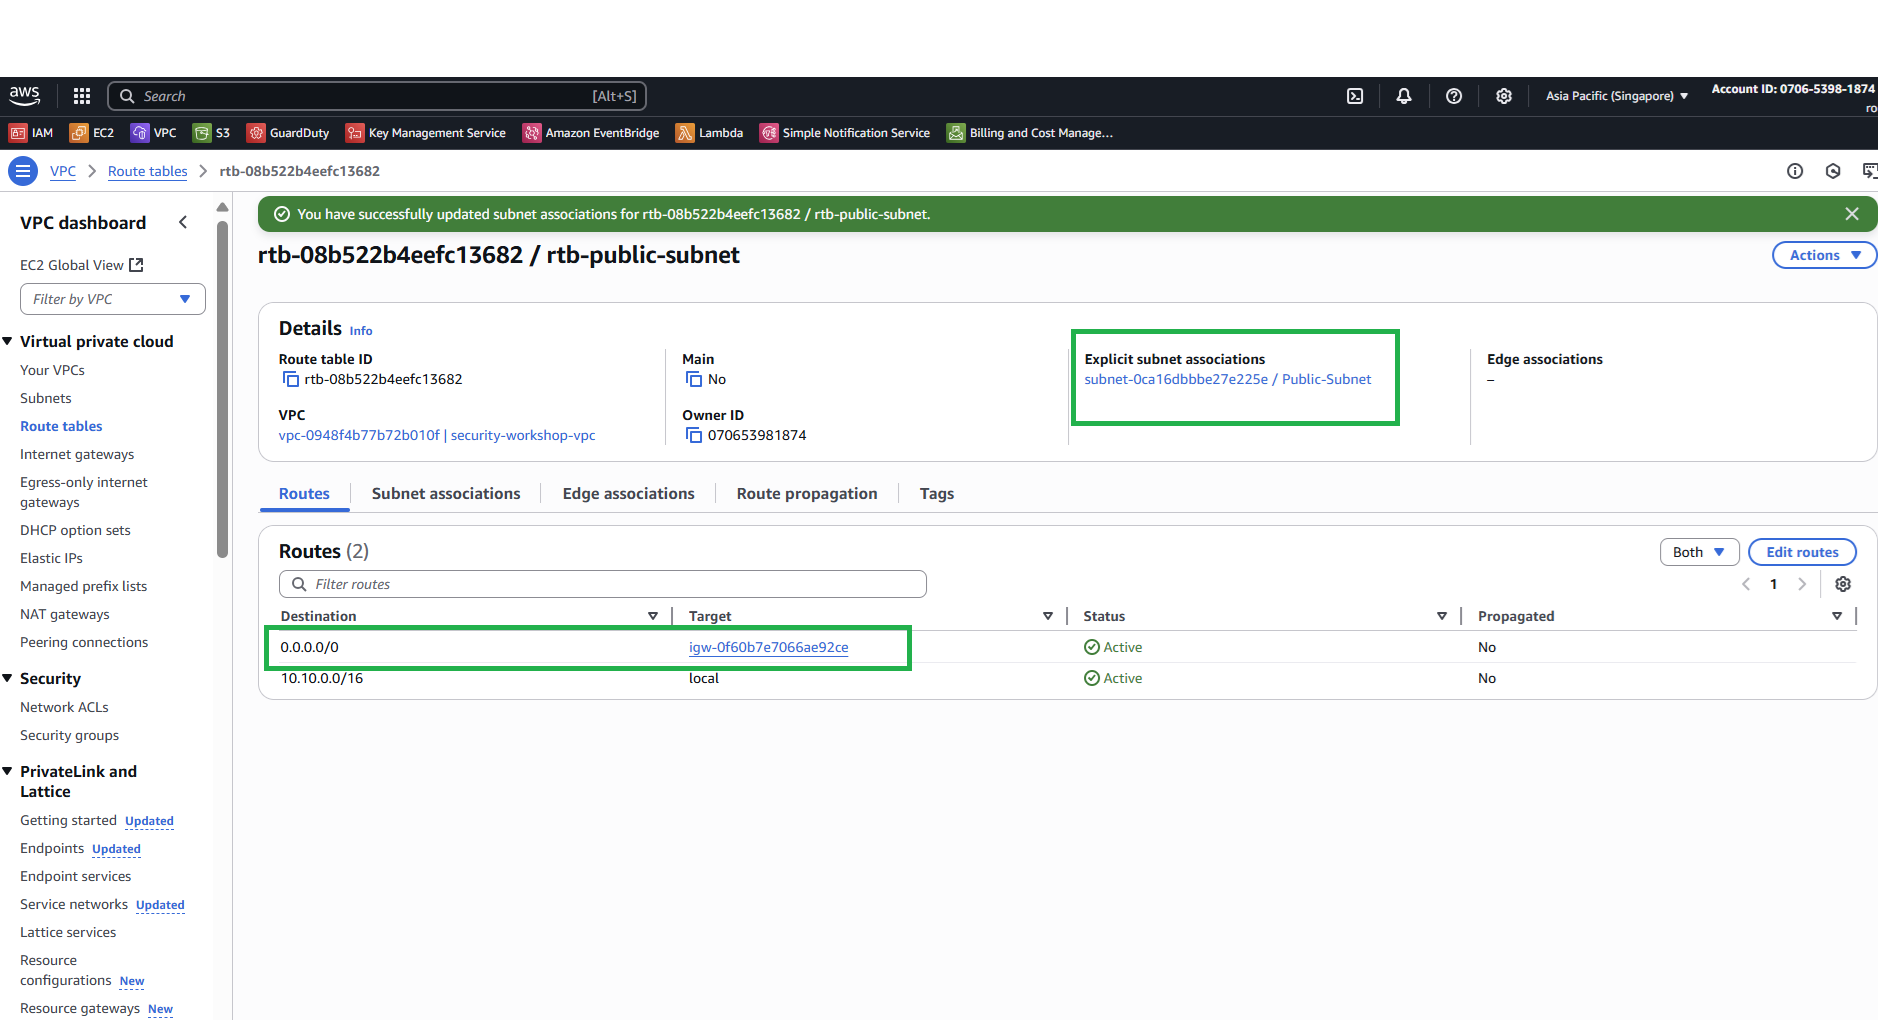 aws
Search
[Alt+S]
Asia Pacific (Singapore)
Account ID: 0706-5398-1874
ro
IAM
EC2
VPC
S3
GuardDuty
Key Management Service
Amazon EventBridge
Lambda
Simple Notification Service
Billing and Cost Manage...
VPC
Route tables
rtb-08b522b4eefc13682
VPC dashboard
EC2 Global View
Filter by VPC
Virtual private cloud
Your VPCs
Subnets
Route tables
Internet gateways
Egress-only internet
gateways
DHCP option sets
Elastic IPs
Managed prefix lists
NAT gateways
Peering connections
Security
Network ACLs
Security groups
PrivateLink and
Lattice
Getting started Updated
Endpoints Updated
Endpoint services
Service networks Updated
Lattice services
Resource
configurations New
Resource gateways New
You have successfully updated subnet associations for rtb-08b522b4eefc13682 / rtb-public-subnet.
rtb-08b522b4eefc13682 / rtb-public-subnet
Actions
Details Info
Route table ID
rtb-08b522b4eefc13682
Main
No
Explicit subnet associations
subnet-0ca16dbbbe27e225e / Public-Subnet
Edge associations
–
VPC
vpc-0948f4b77b72b010f | security-workshop-vpc
Owner ID
070653981874
Routes
Subnet associations
Edge associations
Route propagation
Tags
Routes (2)
Both
Edit routes
Filter routes
1
Destination Target Status Propagated
0.0.0.0/0 igw-0f60b7e7066ae92ce Active No
10.10.0.0/16 local Active No